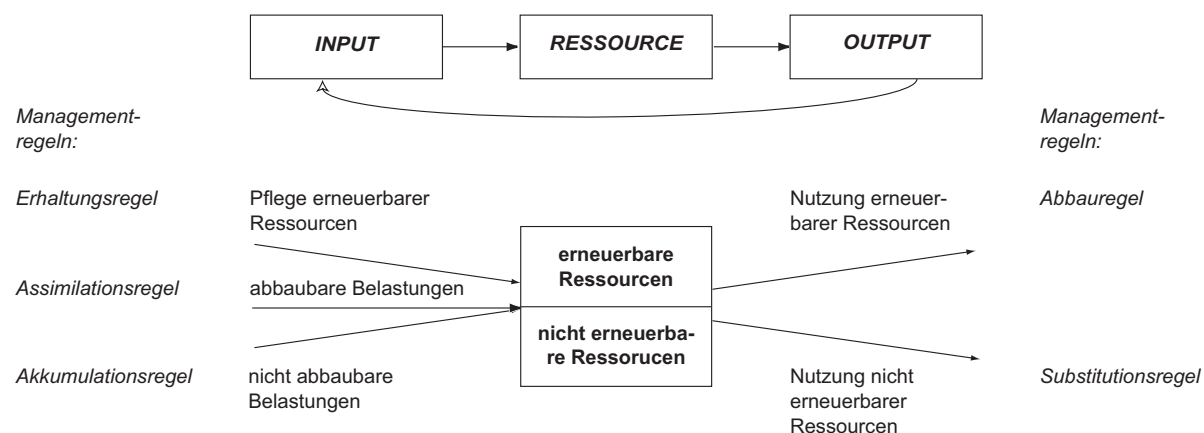 INPUT
RESSOURCE
OUTPUT
Management-
regeln:
Management-
regeln:
Erhaltungsregel
Pflege erneuerbarer
Ressourcen
Nutzung erneuer-
barer Ressourcen
Abbauregel
erneuerbare
Ressourcen
Assimilationsregel
abbaubare Belastungen
nicht erneuerba-
re Ressorucen
Akkumulationsregel
nicht abbaubare
Belastungen
Nutzung nicht
erneuerbarer
Ressourcen
Substitutionsregel